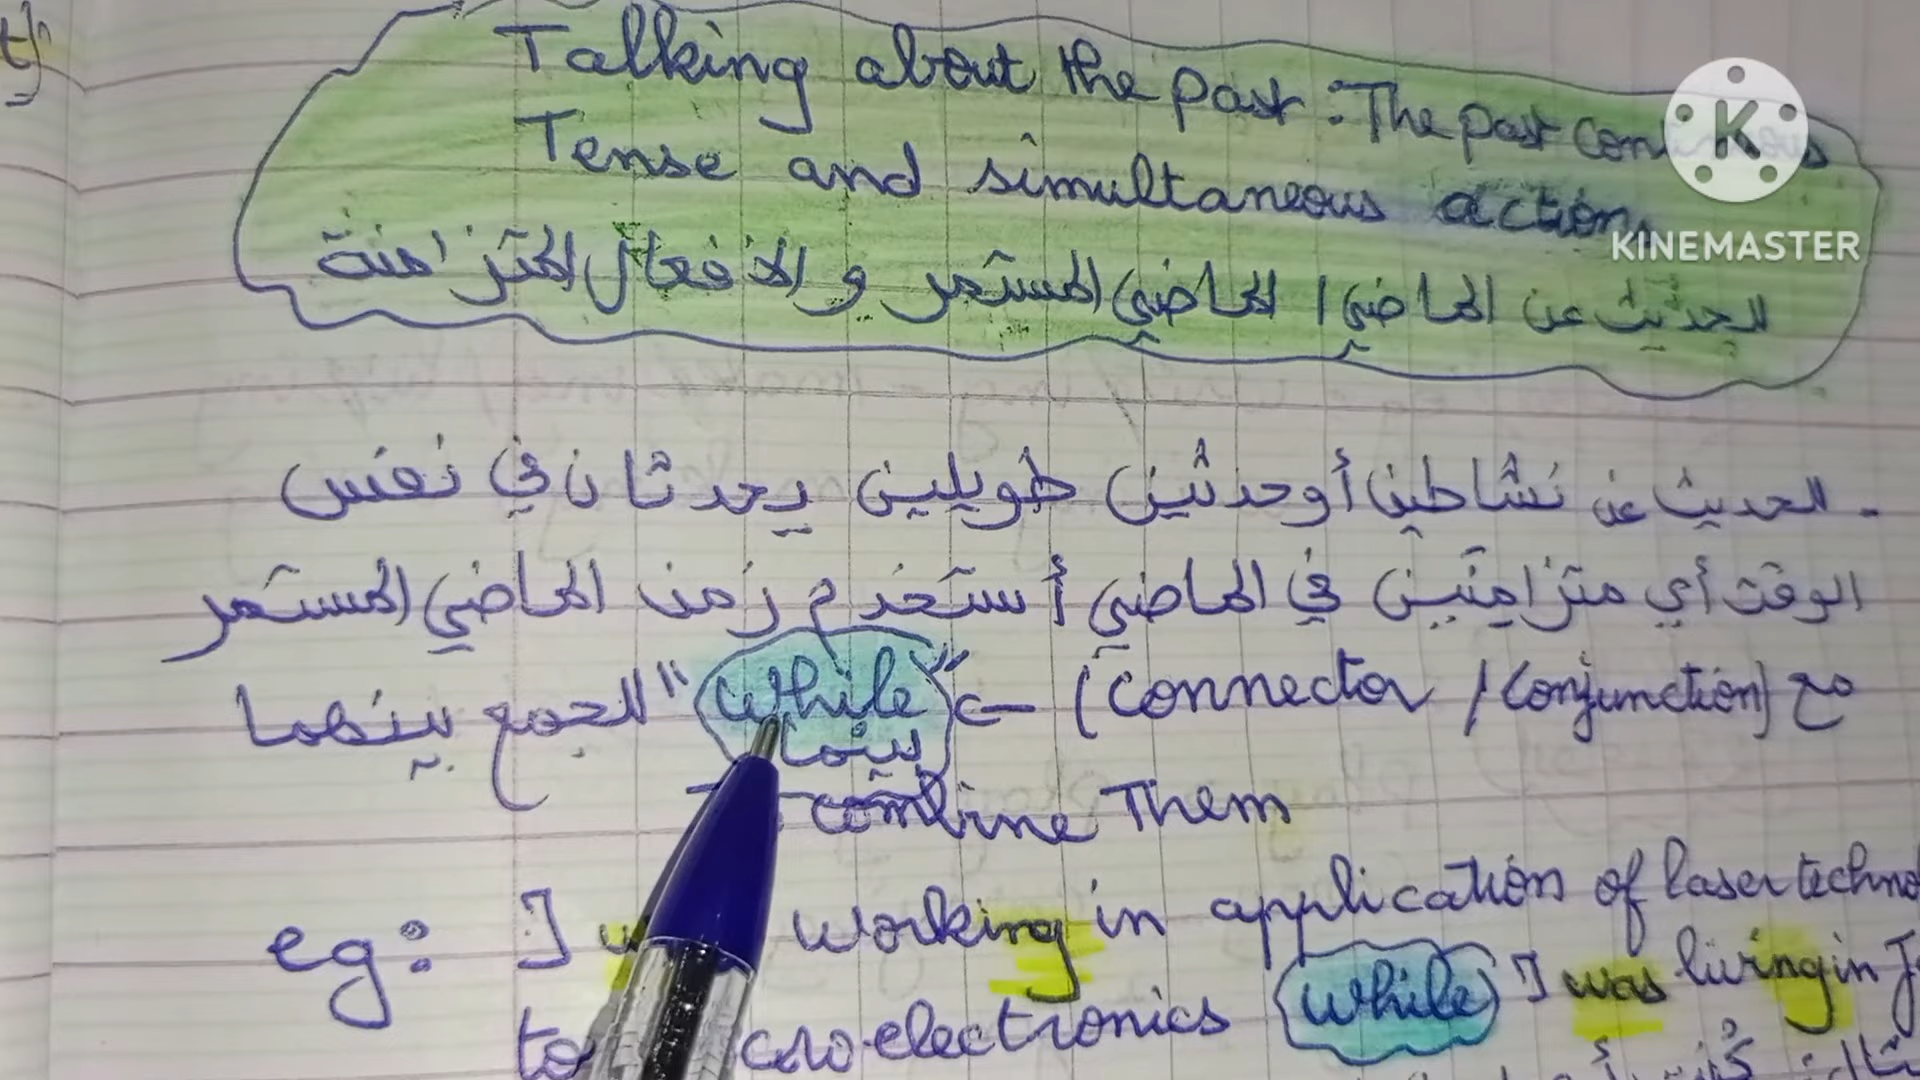 Talking about the past: The past
Tense and simultaneous action
الحديث عن الماضي / الماضي المستمر و الافعال المتزامنة
- الحديث عن نشاطين أو حدثين طويلين يحدثان في نفس
الوقت أي متزامنين في الماضي أستخدم زمن الماضي المستمر
مع (Connector / Conjunction) ← "While" للجمع بينهما
بينما
combine Them
eg: I working in application of laser
electronics while I was living in
KINEMASTER